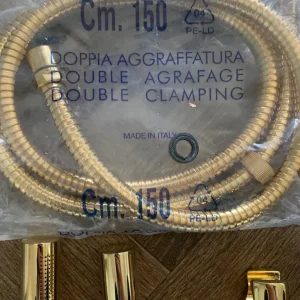 Cm. 150
04
PE-LD
DOPPIA AGGRAFFATURA
DOUBLE AGRAFAGE
DOUBLE CLAMPING
MADE IN ITALY
Cm. 150
04
PE-LD
DOPPIA